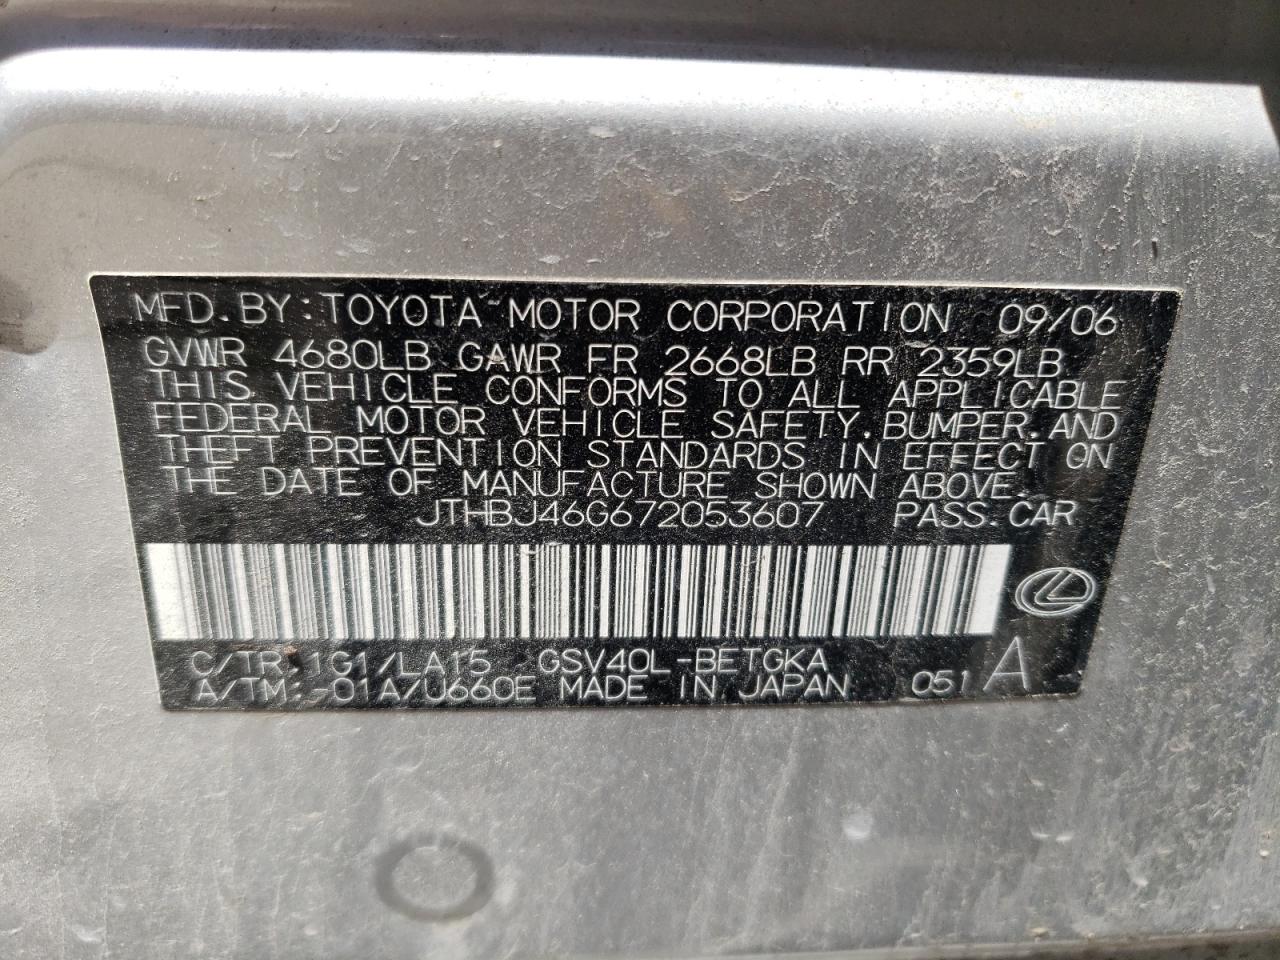 MFD. BY: TOYOTA MOTOR CORPORATION 09/06
GVWR 4680LB GAWR FR 2668LB RR 2359LB
THIS VEHICLE CONFORMS TO ALL APPLICABLE
FEDERAL MOTOR VEHICLE SAFETY, BUMPER, AND
THEFT PREVENTION STANDARDS IN EFFECT ON
THE DATE OF MANUFACTURE SHOWN ABOVE.
JTHBJ46G672053607 PASS. CAR
C/TR: 1G1/LA15 GSV40L-BETGKA
A/TM: -01A/U660E MADE IN JAPAN 051 A